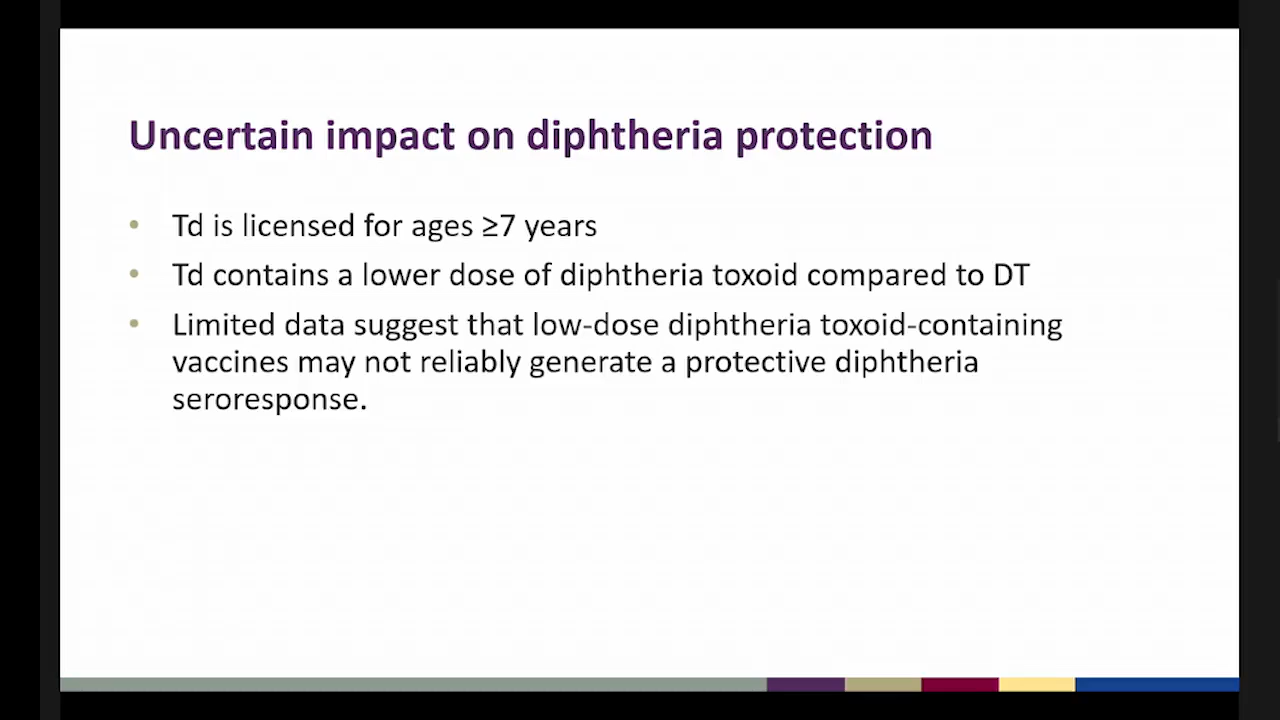 Uncertain impact on diphtheria protection
• Td is licensed for ages ≥7 years
• Td contains a lower dose of diphtheria toxoid compared to DT
• Limited data suggest that low-dose diphtheria toxoid-containing
vaccines may not reliably generate a protective diphtheria
seroresponse.